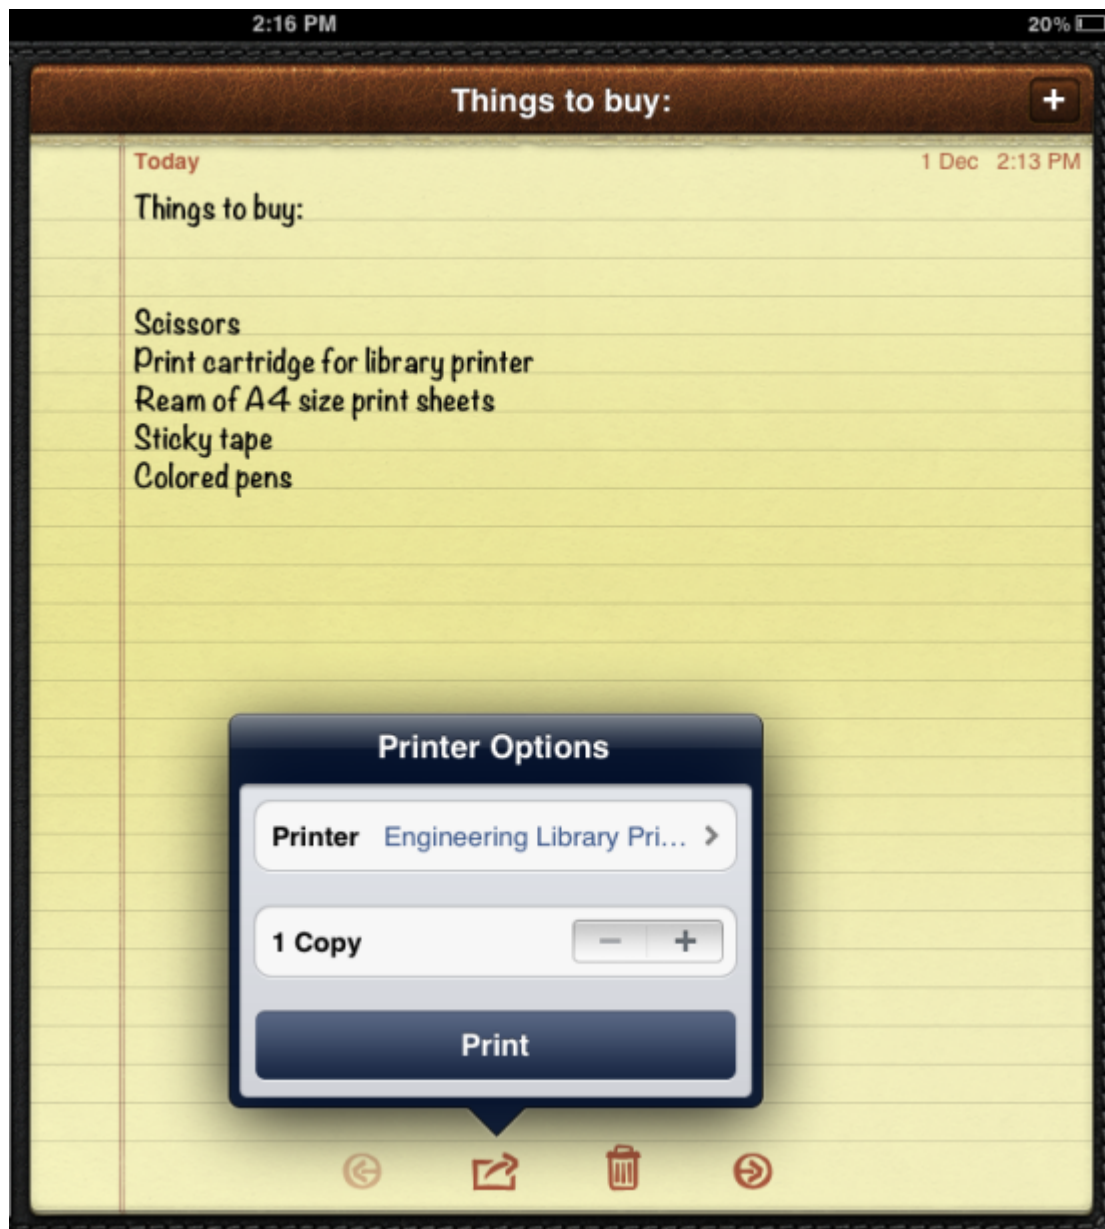 2:16 PM 20%
Things to buy: +
Today 1 Dec 2:13 PM
Things to buy:
Scissors
Print cartridge for library printer
Ream of A4 size print sheets
Sticky tape
Colored pens
Printer Options
Printer Engineering Library Pri... >
1 Copy - +
Print